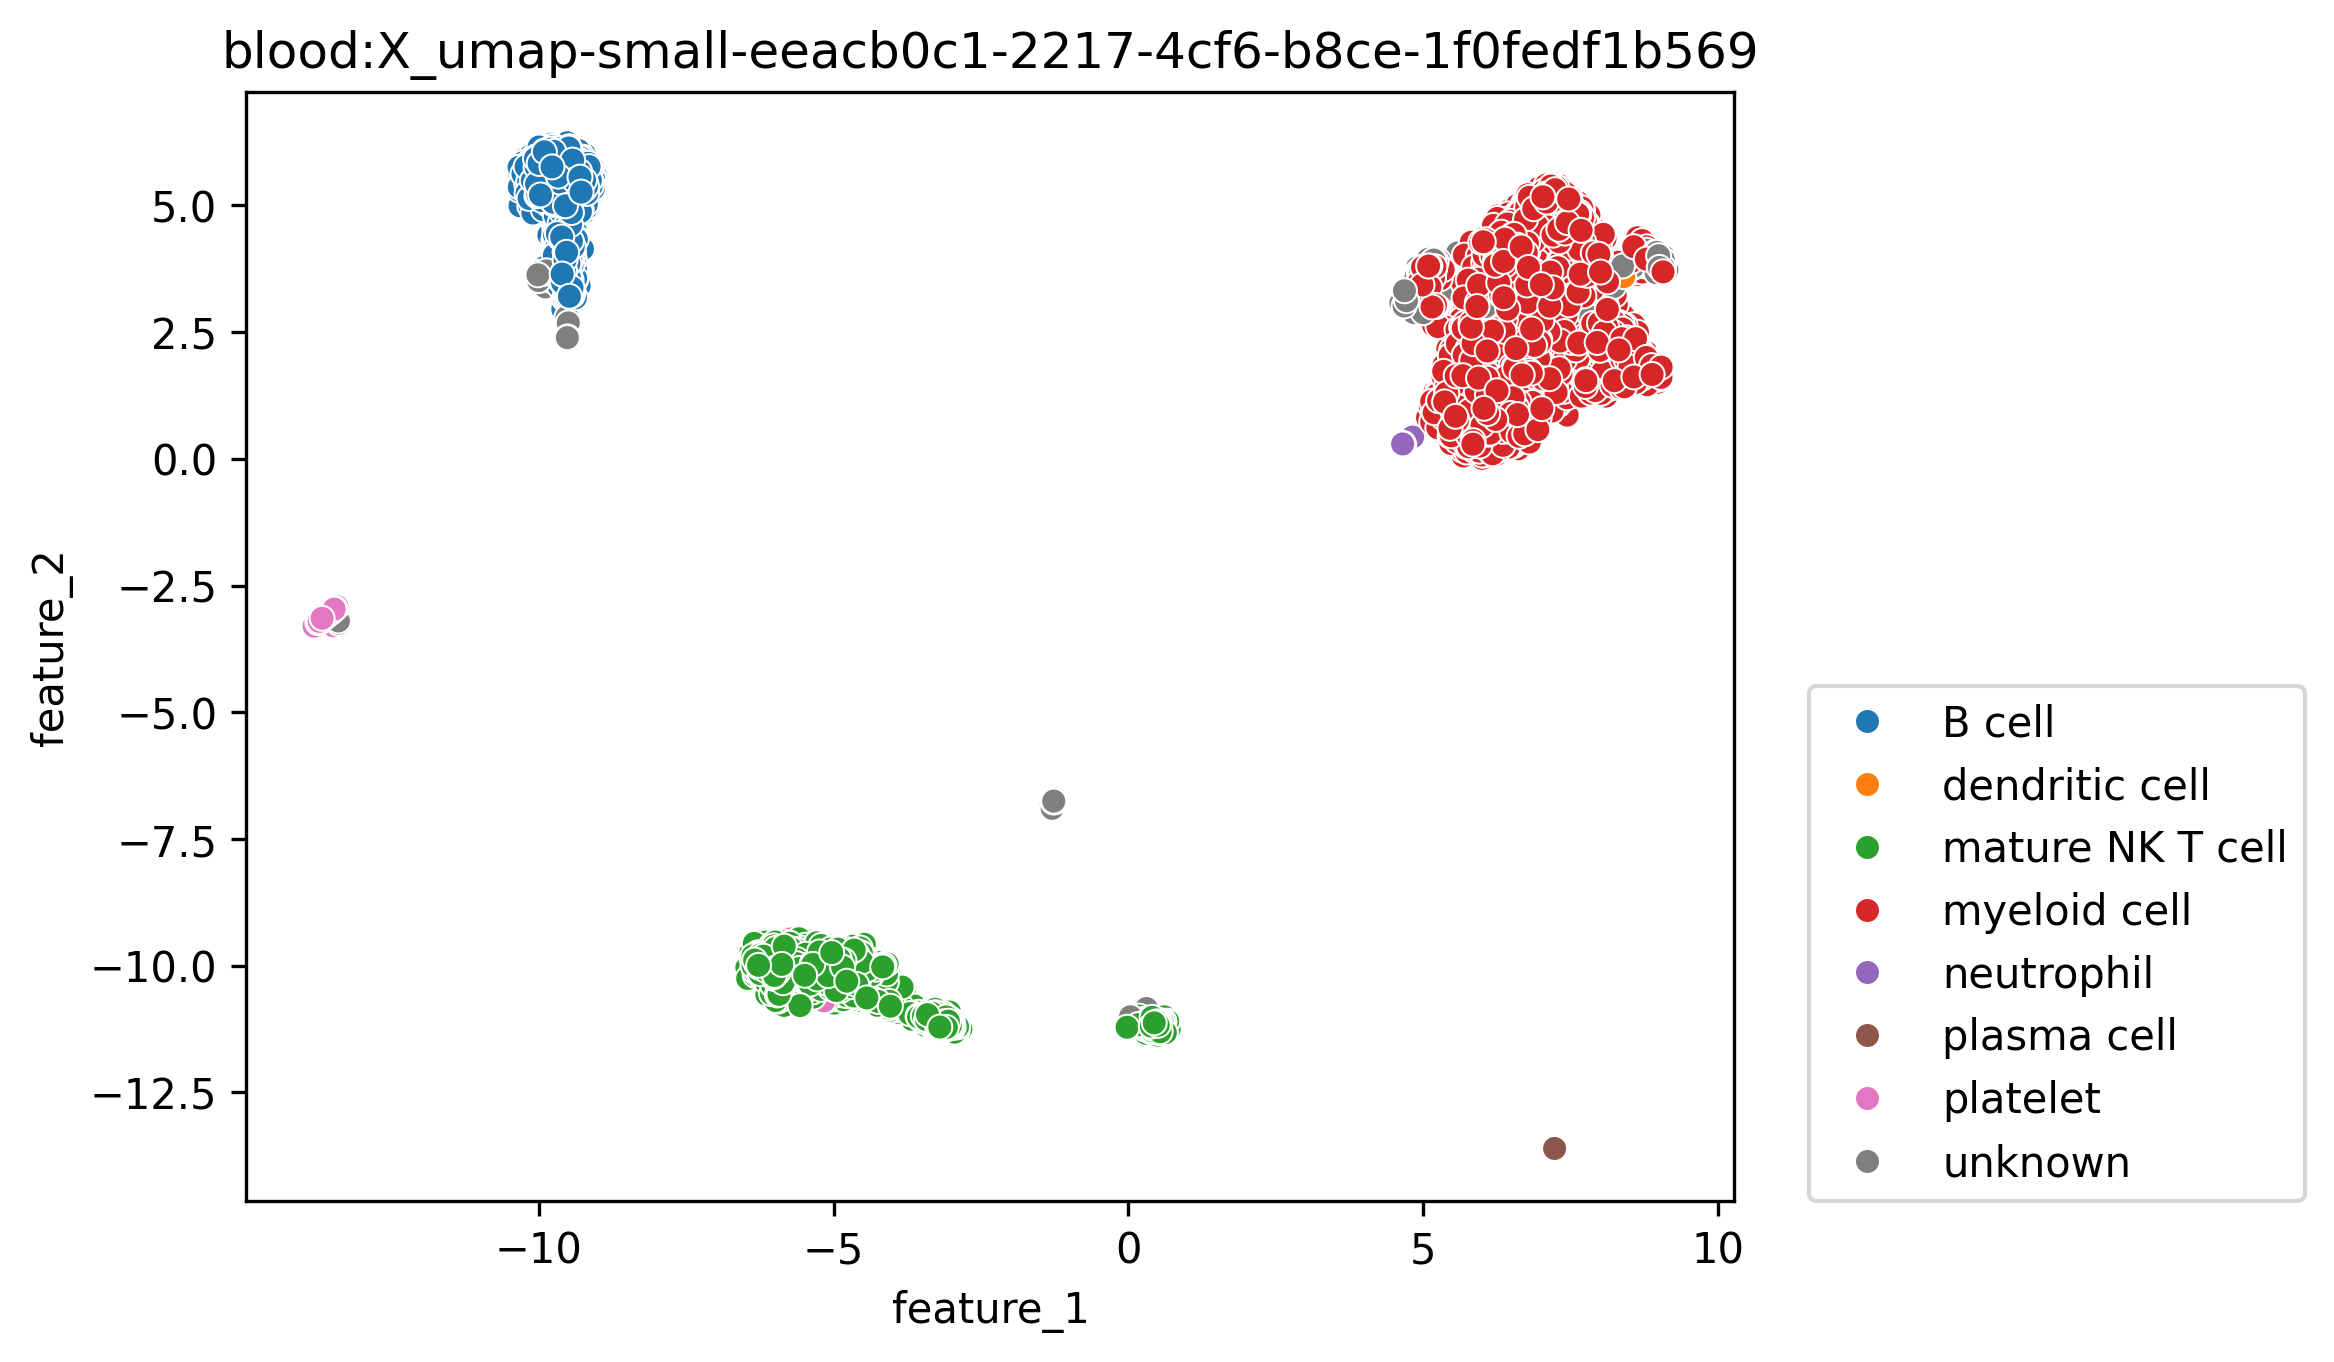 blood:X_umap-small-eeacb0c1-2217-4cf6-b8ce-1f0fedf1b569
feature_2
5.0
2.5
0.0
−2.5
−5.0
−7.5
−10.0
−12.5
−10
−5
0
5
10
feature_1
B cell
dendritic cell
mature NK T cell
myeloid cell
neutrophil
plasma cell
platelet
unknown